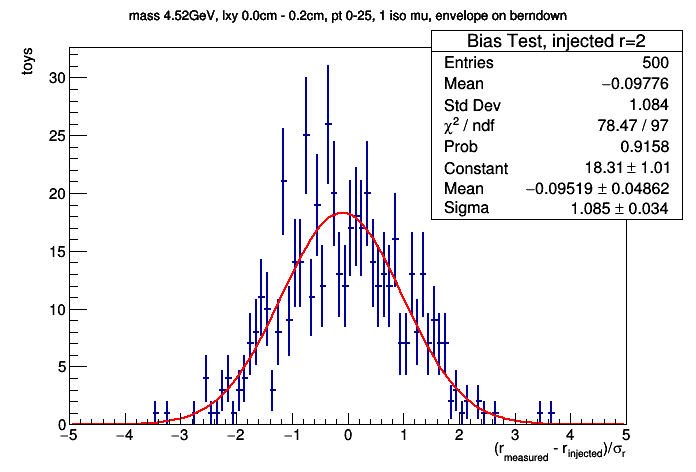 mass 4.52GeV, lxy 0.0cm - 0.2cm, pt 0-25, 1 iso mu, envelope on berndown
Bias Test, injected r=2
Entries 500
Mean −0.09776
Std Dev 1.084
χ² / ndf 78.47 / 97
Prob 0.9158
Constant 18.31 ± 1.01
Mean −0.09519 ± 0.04862
Sigma 1.085 ± 0.034
toys
30
25
20
15
10
5
0
−5 −4 −3 −2 −1 0 1 2 3 4 5
(r_measured - r_injected)/σ_r